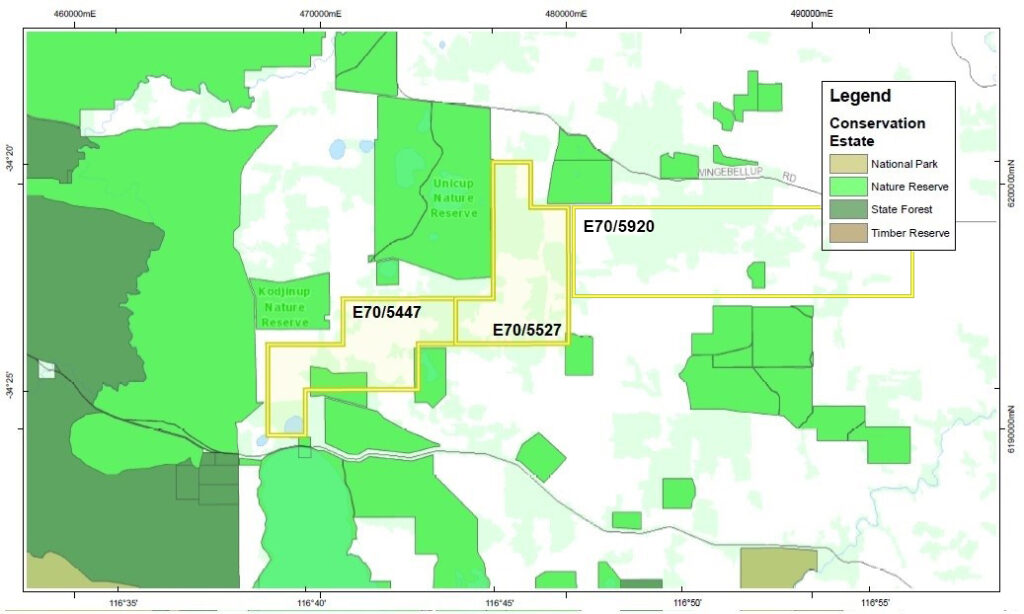 460000mE
470000mE
480000mE
490000mE
Legend
Conservation
Estate
National Park
Nature Reserve
State Forest
Timber Reserve
-34°20'
WINGEBELLUP RD
6200000mN
Unicup
Nature
Reserve
E70/5920
Kodjinup
Nature
Reserve
E70/5447
E70/5527
-34°25'
6190000mN
116°35'
116°40'
116°45'
116°50'
116°55'